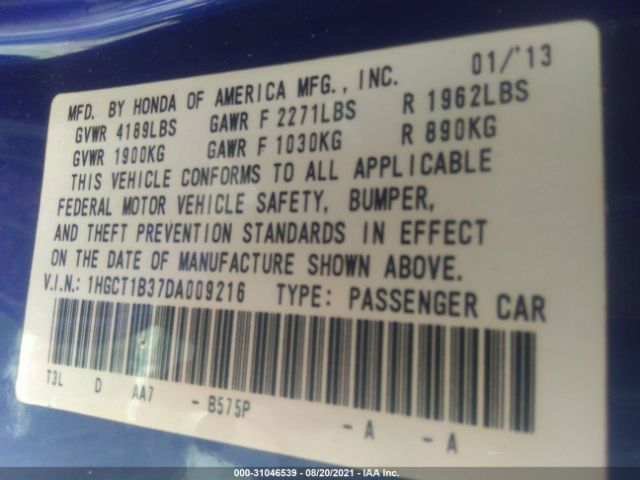 MFD. BY HONDA OF AMERICA MFG., INC. 01/'13
GVWR 4189LBS GAWR F 2271LBS R 1962LBS
GVWR 1900KG GAWR F 1030KG R 890KG
THIS VEHICLE CONFORMS TO ALL APPLICABLE
FEDERAL MOTOR VEHICLE SAFETY, BUMPER,
AND THEFT PREVENTION STANDARDS IN EFFECT
ON THE DATE OF MANUFACTURE SHOWN ABOVE.
V.I.N.: 1HGCT1B37DA009216 TYPE: PASSENGER CAR
T3L D AA7 - B575P - A - A
000-31046539 - 08/20/2021 - IAA Inc.